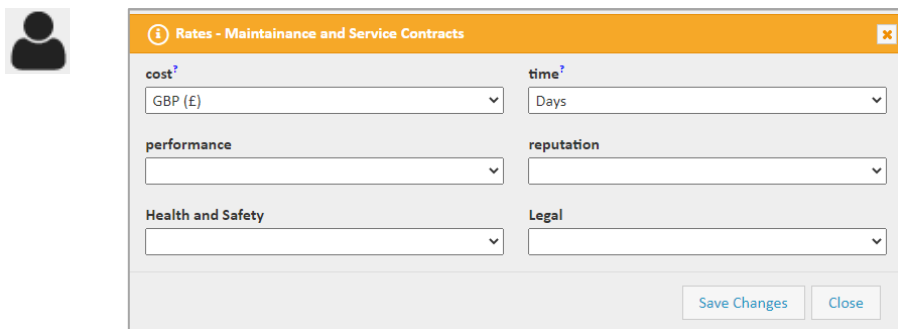 Rates - Maintainance and Service Contracts
cost?
time?
GBP (£)
Days
performance
reputation
Health and Safety
Legal
Save Changes
Close